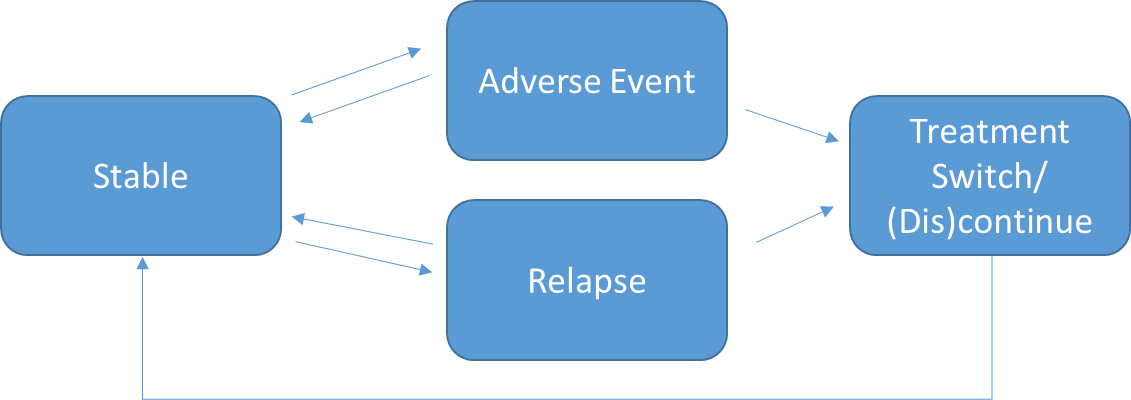 Adverse Event
Stable
Treatment
Switch/
(Dis)continue
Relapse